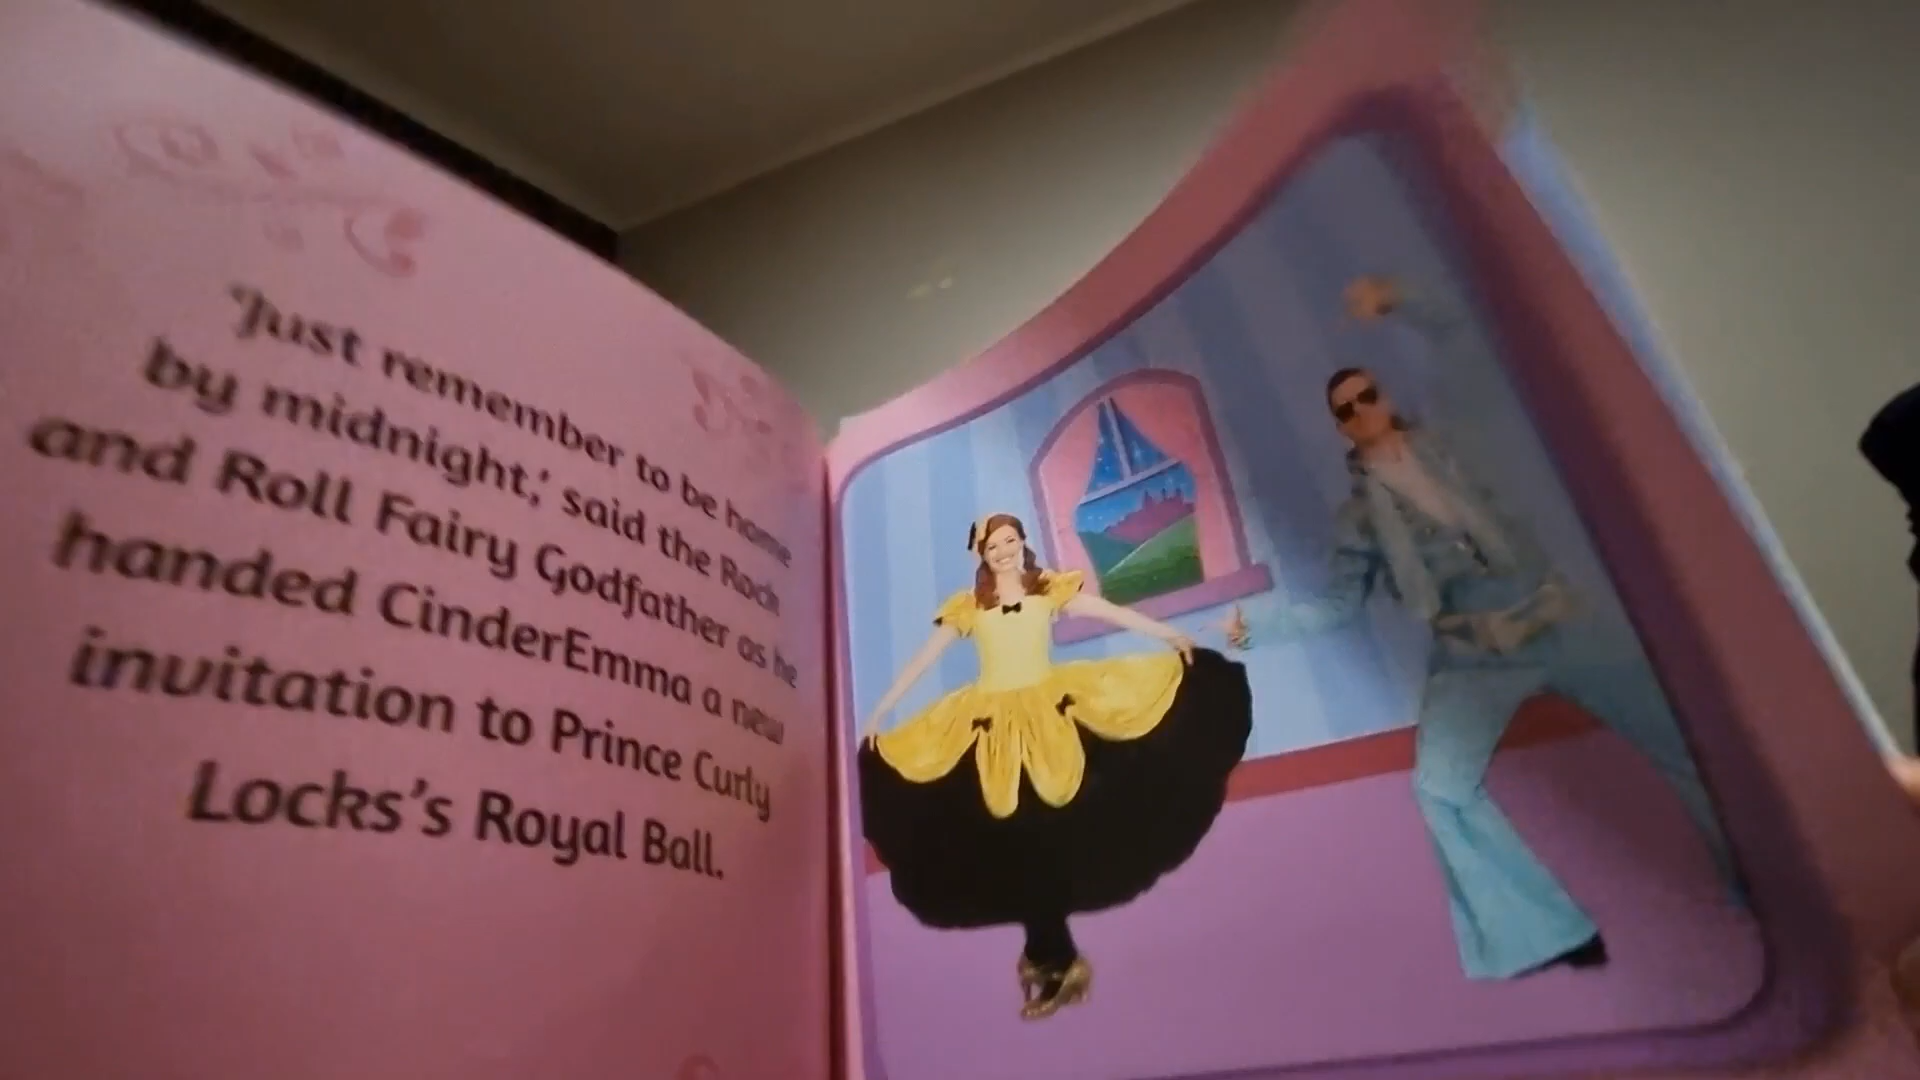 'Just remember to be home
by midnight,' said the Rock
and Roll Fairy Godfather as he
handed CinderEmma a new
invitation to Prince Curly
Locks's Royal Ball.